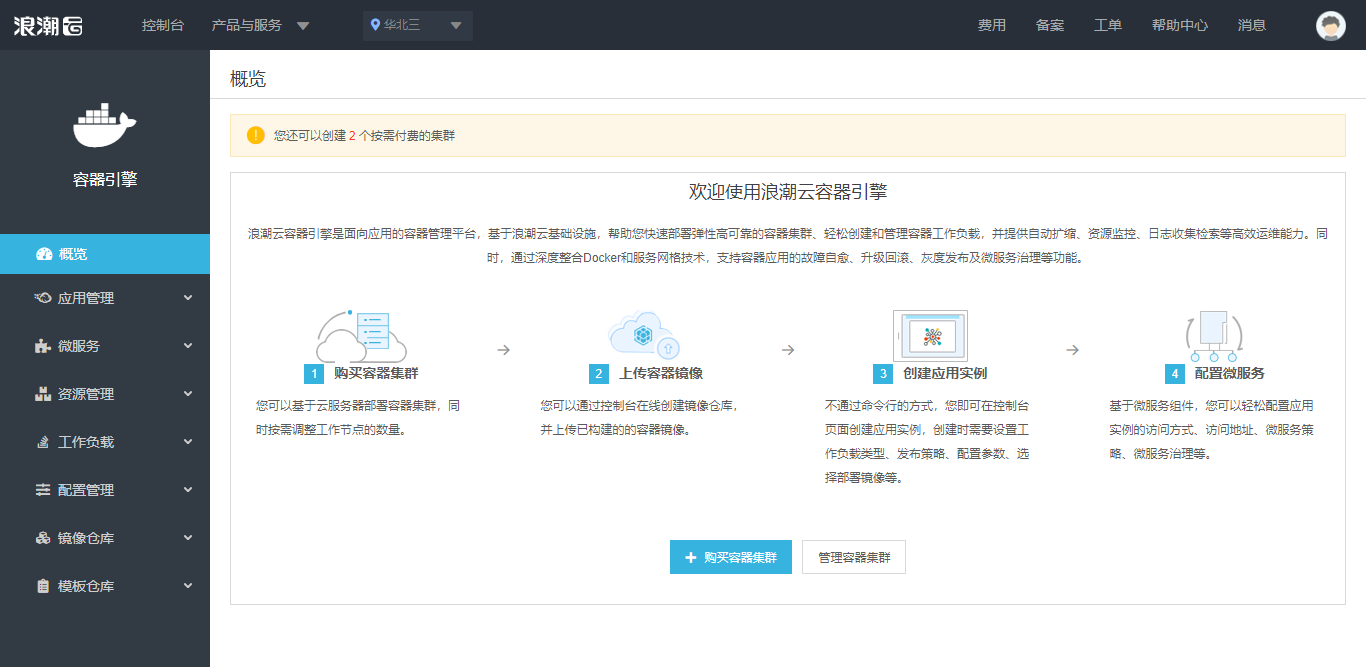 浪潮云 控制台 产品与服务 华北三 费用 备案 工单 帮助中心 消息
容器引擎
概览
应用管理
微服务
资源管理
工作负载
配置管理
镜像仓库
模板仓库
概览
您还可以创建 2 个按需付费的集群
欢迎使用浪潮云容器引擎
浪潮云容器引擎是面向应用的容器管理平台，基于浪潮云基础设施，帮助您快速部署弹性高可靠的容器集群、轻松创建和管理容器工作负载，并提供自动扩缩、资源监控、日志收集检索等高效运维能力。同
时，通过深度整合Docker和服务网格技术，支持容器应用的故障自愈、升级回滚、灰度发布及微服务治理等功能。
1 购买容器集群
您可以基于云服务器部署容器集群，同
时按需调整工作节点的数量。
2 上传容器镜像
您可以通过控制台在线创建镜像仓库，
并上传已构建的的容器镜像。
3 创建应用实例
不通过命令行的方式，您即可在控制台
页面创建应用实例，创建时需要设置工
作负载类型、发布策略、配置参数、选
择部署镜像等。
4 配置微服务
基于微服务组件，您可以轻松配置应用
实例的访问方式、访问地址、微服务策
略、微服务治理等。
购买容器集群 管理容器集群